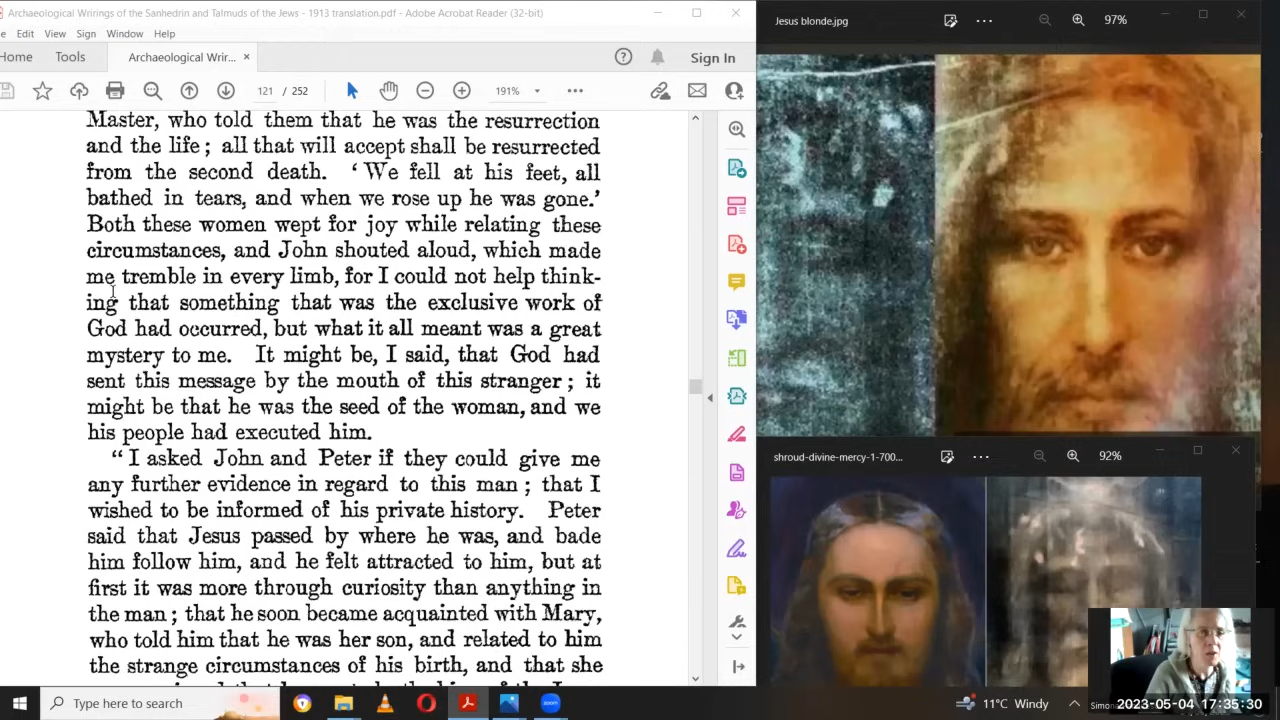 Archaeological Wrirings of the Sanhedrin and Talmuds of the Jews - 1913 translation.pdf - Adobe Acrobat Reader (32-bit)
Edit View Sign Window Help
Home Tools Archaeological Wrir... × Sign In
121 / 252 191%
Master, who told them that he was the resurrection
and the life ; all that will accept shall be resurrected
from the second death. ‘ We fell at his feet, all
bathed in tears, and when we rose up he was gone.’
Both these women wept for joy while relating these
circumstances, and John shouted aloud, which made
me tremble in every limb, for I could not help think-
ing that something that was the exclusive work of
God had occurred, but what it all meant was a great
mystery to me. It might be, I said, that God had
sent this message by the mouth of this stranger ; it
might be that he was the seed of the woman, and we
his people had executed him.
“ I asked John and Peter if they could give me
any further evidence in regard to this man ; that I
wished to be informed of his private history. Peter
said that Jesus passed by where he was, and bade
him follow him, and he felt attracted to him, but at
first it was more through curiosity than anything in
the man ; that he soon became acquainted with Mary,
who told him that he was her son, and related to him
the strange circumstances of his birth, and that she
Jesus blonde.jpg
97%
shroud-divine-mercy-1-700...
92%
Type here to search
11°C Windy
2023-05-04 17:35:30